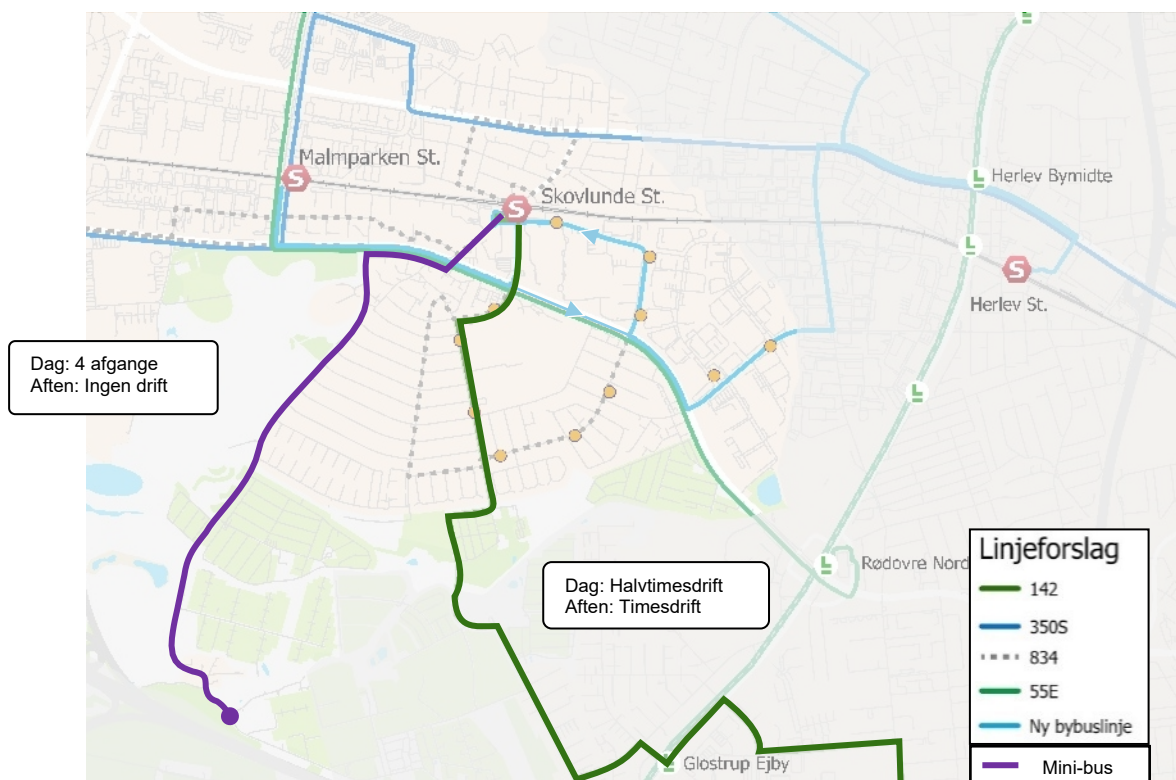 Malmparken St.
Skovlunde St.
Herlev Bymidte
Herlev St.
Dag: 4 afgange
Aften: Ingen drift
Dag: Halvtimesdrift
Aften: Timesdrift
Rødovre Nord
Glostrup Ejby
Linjeforslag
142
350S
834
55E
Ny bybuslinje
Mini-bus
S
S
S
L
L
L
L
L
L